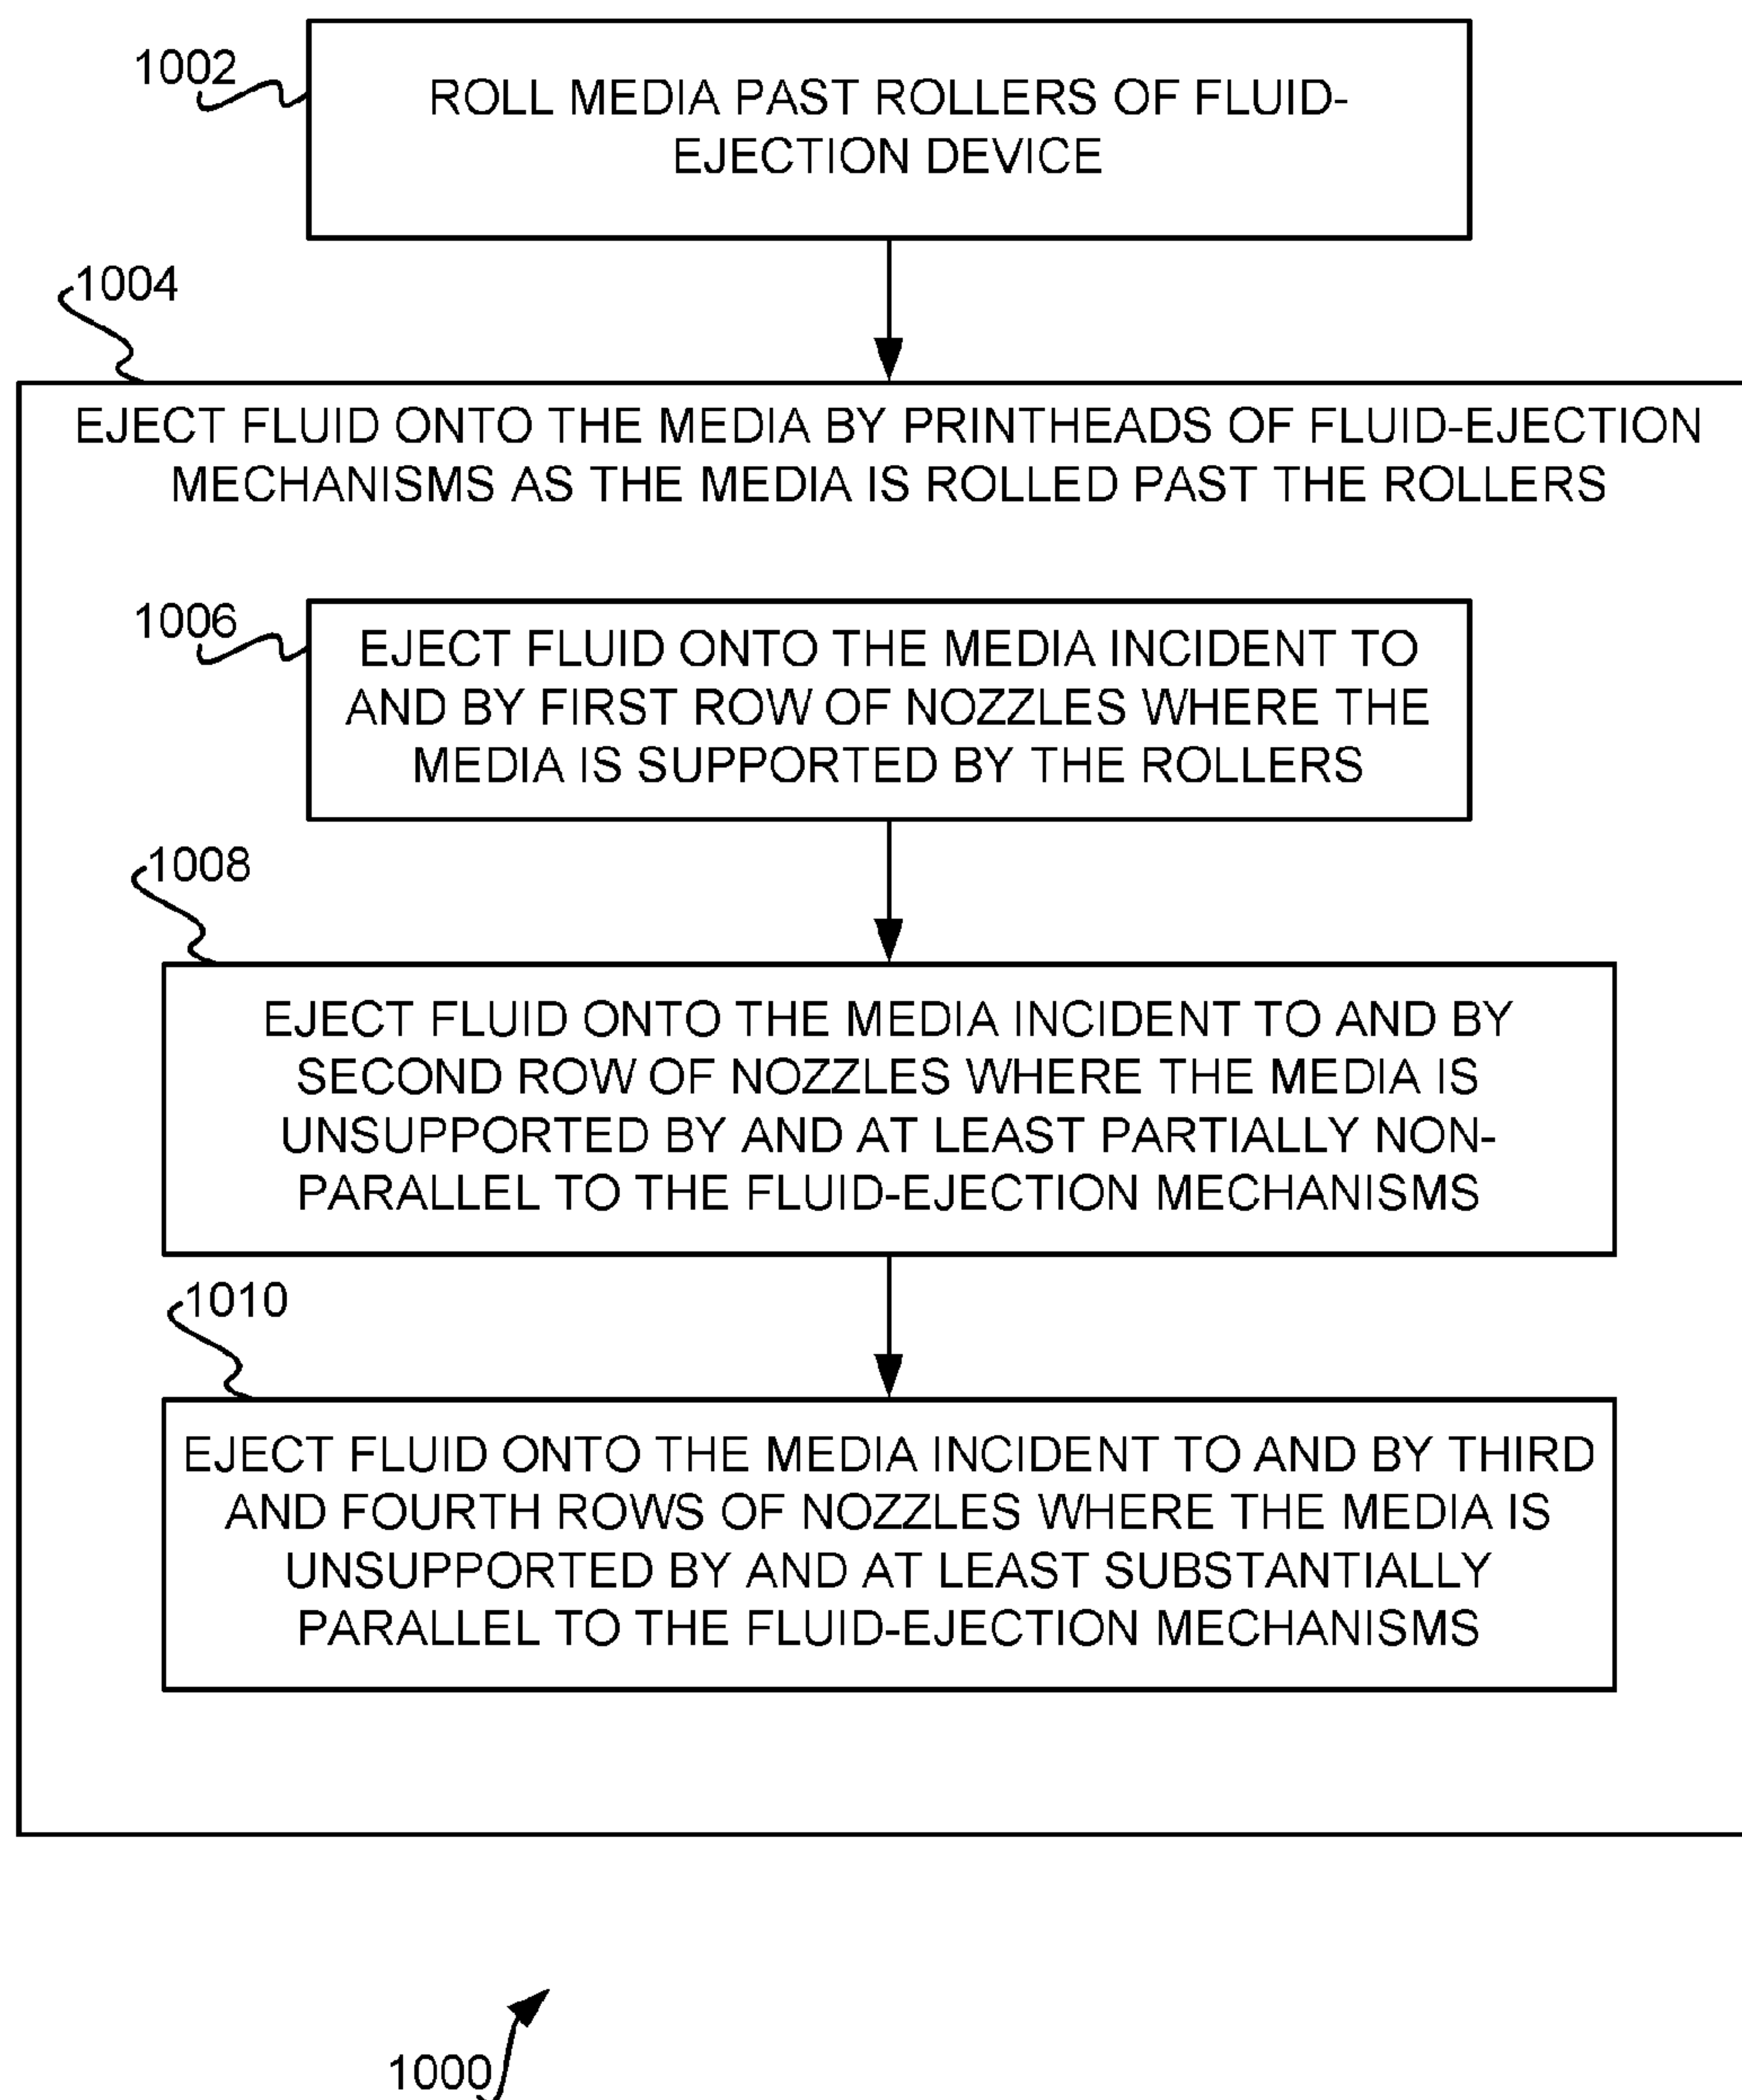 1002
ROLL MEDIA PAST ROLLERS OF FLUID-
EJECTION DEVICE
1004
EJECT FLUID ONTO THE MEDIA BY PRINTHEADS OF FLUID-EJECTION
MECHANISMS AS THE MEDIA IS ROLLED PAST THE ROLLERS
1006
EJECT FLUID ONTO THE MEDIA INCIDENT TO
AND BY FIRST ROW OF NOZZLES WHERE THE
MEDIA IS SUPPORTED BY THE ROLLERS
1008
EJECT FLUID ONTO THE MEDIA INCIDENT TO AND BY
SECOND ROW OF NOZZLES WHERE THE MEDIA IS
UNSUPPORTED BY AND AT LEAST PARTIALLY NON-
PARALLEL TO THE FLUID-EJECTION MECHANISMS
1010
EJECT FLUID ONTO THE MEDIA INCIDENT TO AND BY THIRD
AND FOURTH ROWS OF NOZZLES WHERE THE MEDIA IS
UNSUPPORTED BY AND AT LEAST SUBSTANTIALLY
PARALLEL TO THE FLUID-EJECTION MECHANISMS
1000